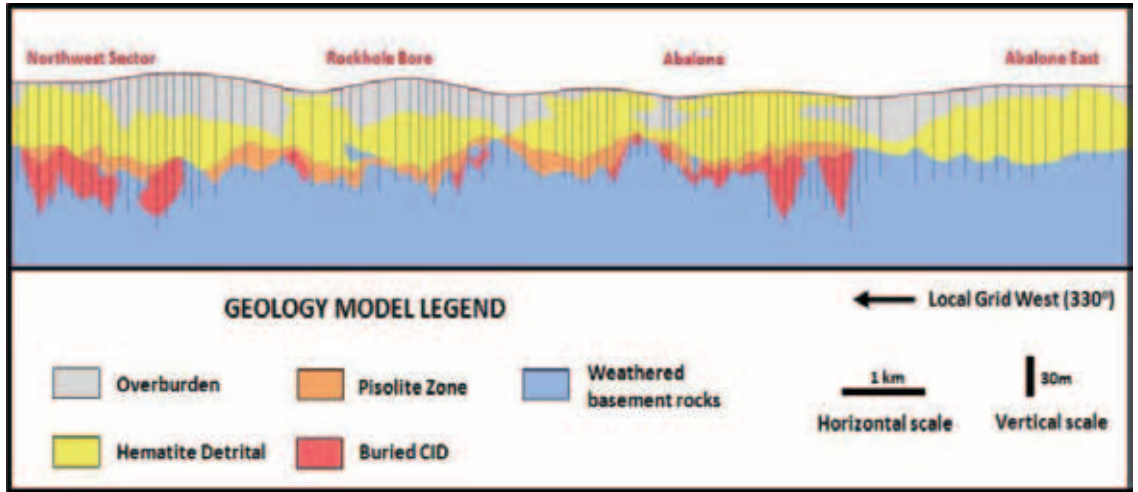 Northwest Sector
Rockhole Bore
Abalone
Abalone East
GEOLOGY MODEL LEGEND
Local Grid West (330º)
Overburden
Pisolite Zone
Weathered
basement rocks
1 km
30m
Horizontal scale
Vertical scale
Hematite Detrital
Buried CID